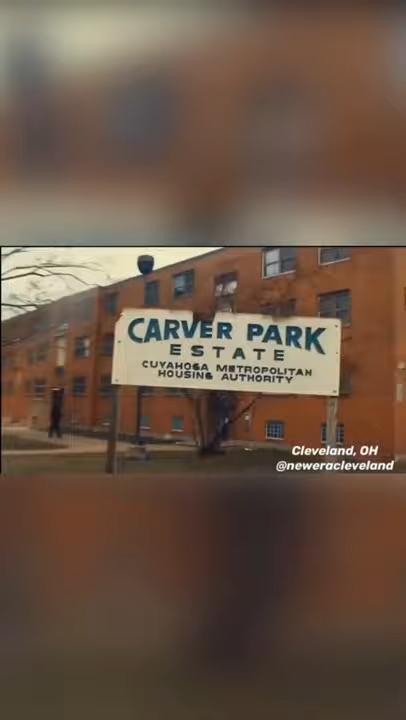 CARVER PARK
ESTATE
CUYAHOGA METROPOLITAN
HOUSING AUTHORITY
Cleveland, OH
@neweracleveland